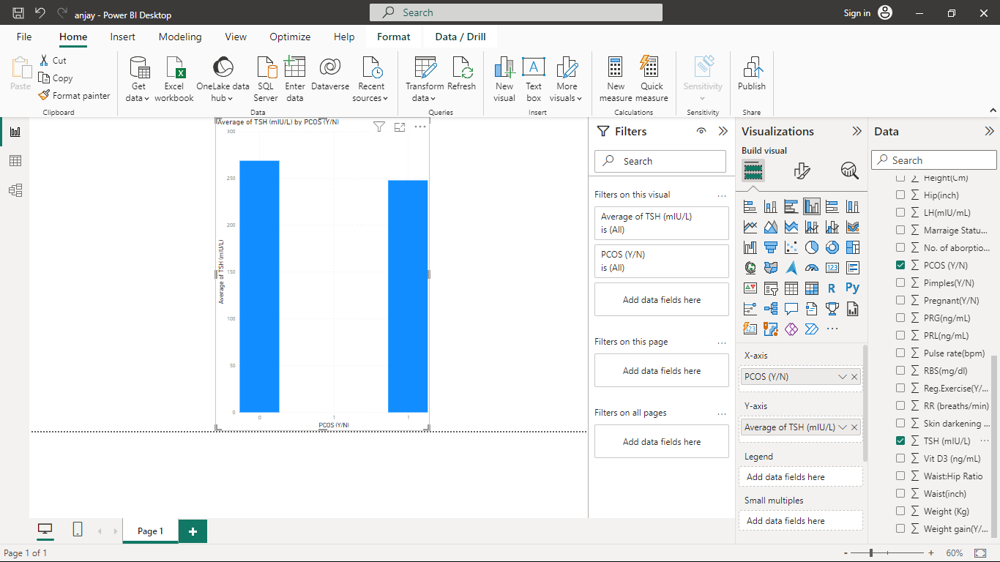 anjay - Power BI Desktop
Search
Sign in
File
Home
Insert
Modeling
View
Optimize
Help
Format
Data / Drill
Paste
Cut
Copy
Format painter
Clipboard
Get data
Excel workbook
OneLake data hub
SQL Server
Enter data
Dataverse
Recent sources
Data
Transform data
Refresh
Queries
New visual
Text box
More visuals
Insert
New measure
Quick measure
Calculations
Sensitivity
Sensitivity
Publish
Share
Average of TSH (mIU/L) by PCOS (Y/N)
300
250
200
150
100
50
0
Average of TSH (mIU/L)
0
1
1
PCOS (Y/N)
Filters
Search
Filters on this visual
Average of TSH (mIU/L)
is (All)
PCOS (Y/N)
is (All)
Add data fields here
Filters on this page
Add data fields here
Filters on all pages
Add data fields here
Visualizations
Build visual
123
R
Py
123
X-axis
PCOS (Y/N)
Y-axis
Average of TSH (mIU/L)
Legend
Add data fields here
Small multiples
Add data fields here
Data
Search
Height(Cm)
Hip(inch)
LH(mIU/mL)
Marraige Statu...
No. of aborptio...
PCOS (Y/N)
Pimples(Y/N)
Pregnant(Y/N)
PRG(ng/mL)
PRL(ng/mL)
Pulse rate(bpm)
RBS(mg/dl)
Reg.Exercise(Y/...
RR (breaths/min)
Skin darkening ...
TSH (mIU/L)
Vit D3 (ng/mL)
Waist:Hip Ratio
Waist(inch)
Weight (Kg)
Weight gain(Y/...
Page 1
Page 1 of 1
60%